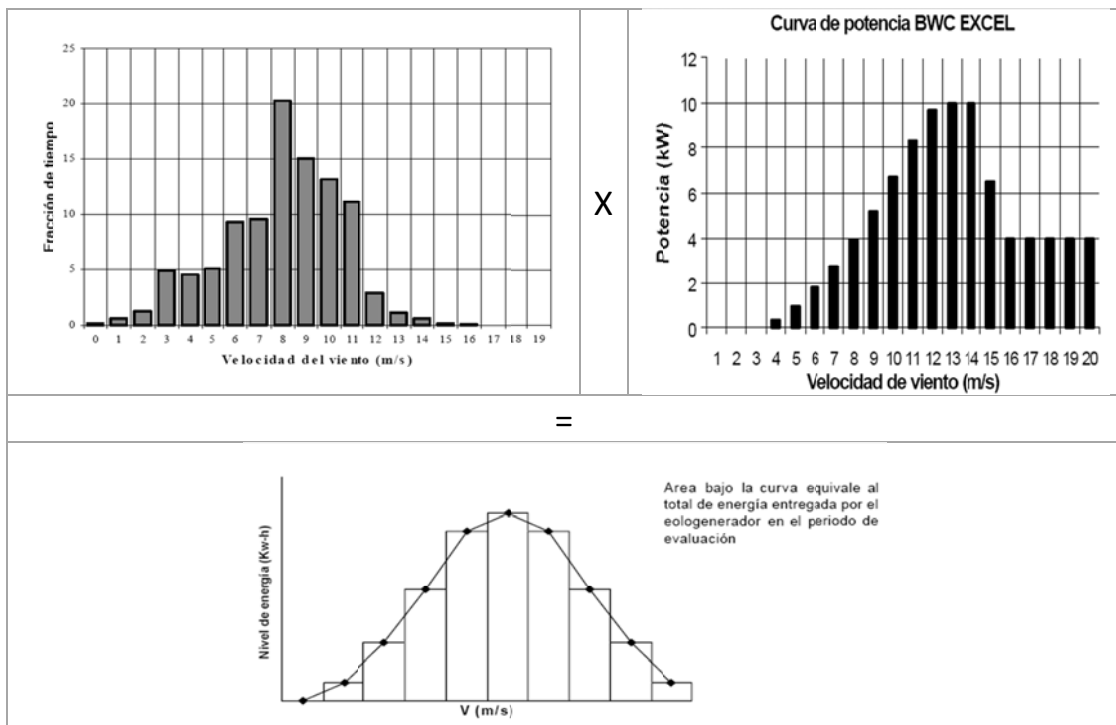 25
20
15
10
5
0
Fracción de tiempo
0 1 2 3 4 5 6 7 8 9 10 11 12 13 14 15 16 17 18 19
Velocidad del viento (m/s)
X
Curva de potencia BWC EXCEL
12
10
8
6
4
2
0
Potencia (kW)
1 2 3 4 5 6 7 8 9 10 11 12 13 14 15 16 17 18 19 20
Velocidad de viento (m/s)
=
Nivel de energía (Kw-h)
V (m/s)
Area bajo la curva equivale al
total de energía entregada por el
eologenerador en el periodo de
evaluación